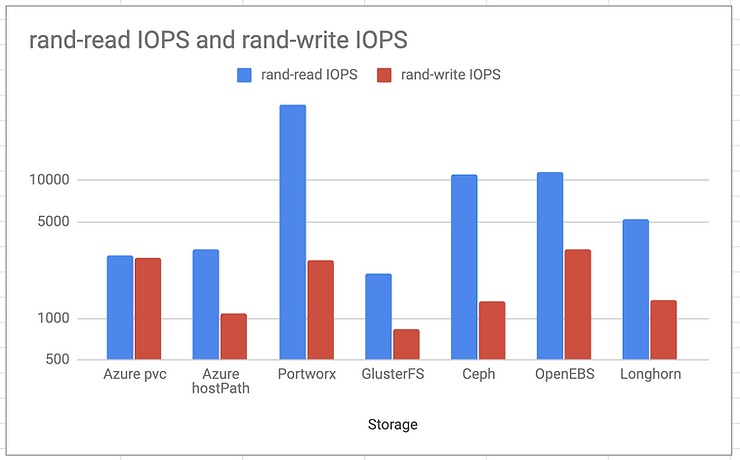 rand-read IOPS and rand-write IOPS
rand-read IOPS rand-write IOPS
10000
5000
1000
500
Azure pvc Azure hostPath Portworx GlusterFS Ceph OpenEBS Longhorn
Storage